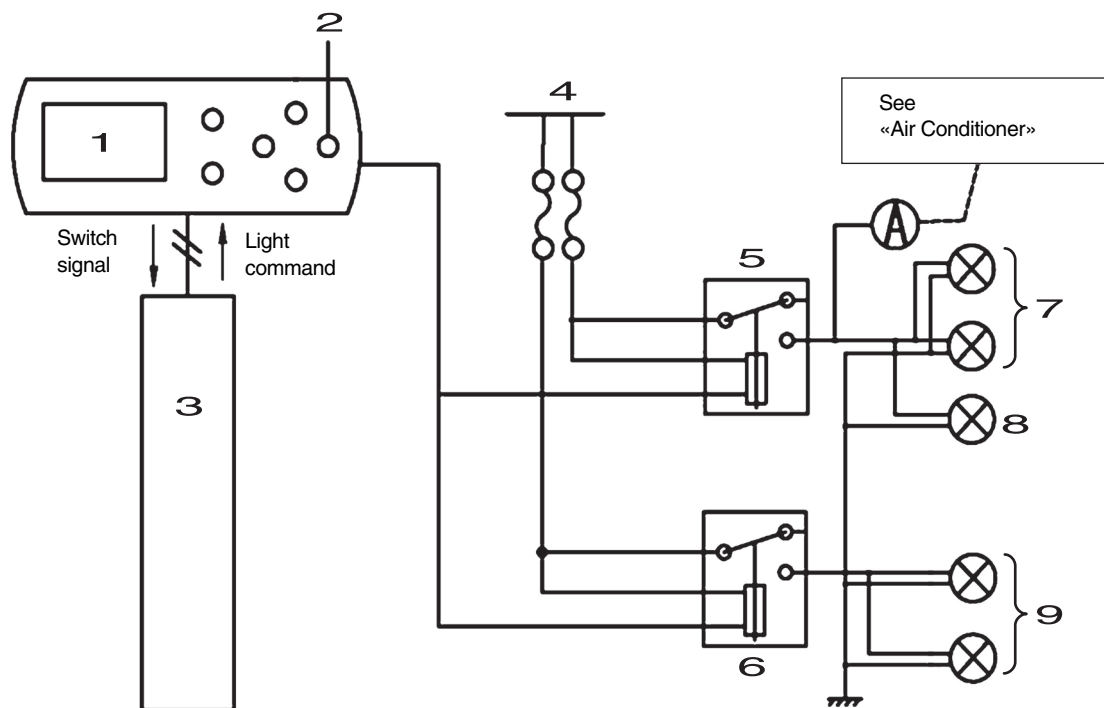 2
4
See
«Air Conditioner»
1
A
Switch
signal
Light
command
5
7
3
8
6
9